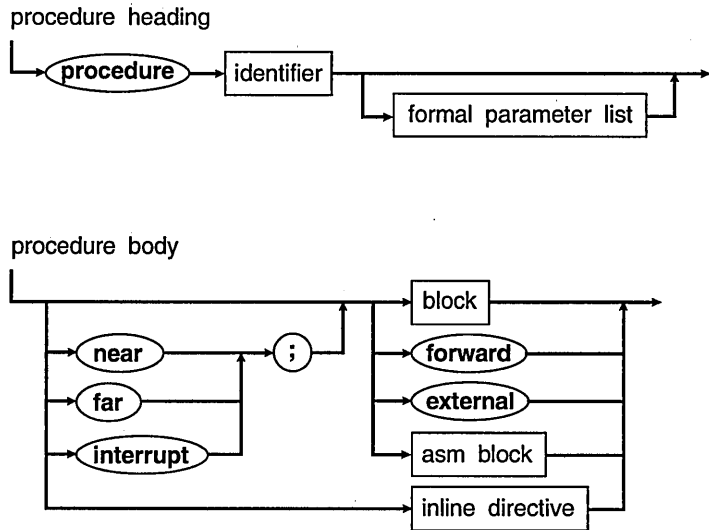 procedure heading
procedure identifier
formal parameter list
procedure body
block
near ; forward
far external
interrupt asm block
inline directive